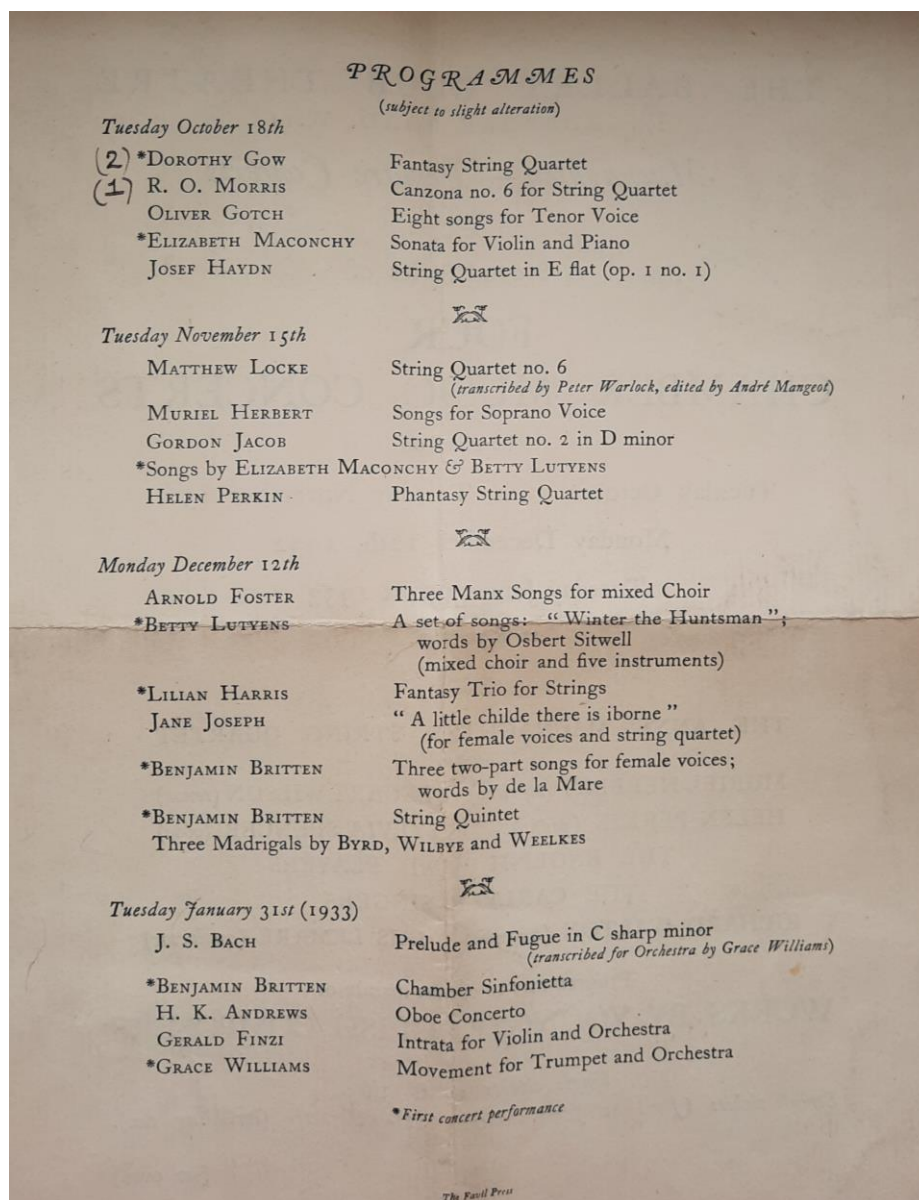 PROGRAMMES
(subject to slight alteration)
Tuesday October 18th
(2) *DOROTHY GOW Fantasy String Quartet
(1) R. O. MORRIS Canzona no. 6 for String Quartet
OLIVER GOTCH Eight songs for Tenor Voice
*ELIZABETH MACONCHY Sonata for Violin and Piano
JOSEF HAYDN String Quartet in E flat (op. 1 no. 1)
Tuesday November 15th
MATTHEW LOCKE String Quartet no. 6
(transcribed by Peter Warlock, edited by André Mangeot)
MURIEL HERBERT Songs for Soprano Voice
GORDON JACOB String Quartet no. 2 in D minor
*Songs by ELIZABETH MACONCHY & BETTY LUTYENS
HELEN PERKIN Phantasy String Quartet
Monday December 12th
ARNOLD FOSTER Three Manx Songs for mixed Choir
*BETTY LUTYENS A set of songs: "Winter the Huntsman";
words by Osbert Sitwell
(mixed choir and five instruments)
*LILIAN HARRIS Fantasy Trio for Strings
JANE JOSEPH "A little childe there is iborne"
(for female voices and string quartet)
*BENJAMIN BRITTEN Three two-part songs for female voices;
words by de la Mare
*BENJAMIN BRITTEN String Quintet
Three Madrigals by BYRD, WILBYE and WEELKES
Tuesday January 31st (1933)
J. S. BACH Prelude and Fugue in C sharp minor
(transcribed for Orchestra by Grace Williams)
*BENJAMIN BRITTEN Chamber Sinfonietta
H. K. ANDREWS Oboe Concerto
GERALD FINZI Intrata for Violin and Orchestra
*GRACE WILLIAMS Movement for Trumpet and Orchestra
*First concert performance
The Favil Press